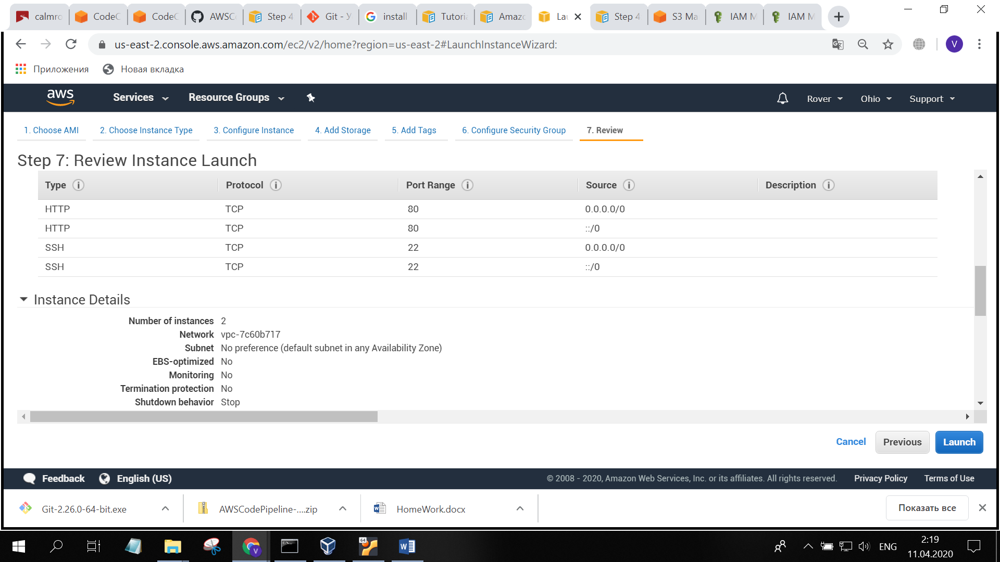 calmro CodeC CodeC AWSCo Step 4 Git - У install Tutoria Amazo Lau Step 4 S3 Ma IAM M IAM M
us-east-2.console.aws.amazon.com/ec2/v2/home?region=us-east-2#LaunchInstanceWizard: V
Приложения Новая вкладка
aws Services Resource Groups Rover Ohio Support
1. Choose AMI 2. Choose Instance Type 3. Configure Instance 4. Add Storage 5. Add Tags 6. Configure Security Group 7. Review
Step 7: Review Instance Launch
Type Protocol Port Range Source Description
HTTP TCP 80 0.0.0.0/0
HTTP TCP 80 ::/0
SSH TCP 22 0.0.0.0/0
SSH TCP 22 ::/0
Instance Details
Number of instances 2
Network vpc-7c60b717
Subnet No preference (default subnet in any Availability Zone)
EBS-optimized No
Monitoring No
Termination protection No
Shutdown behavior Stop
Cancel Previous Launch
Feedback English (US) © 2008 - 2020, Amazon Web Services, Inc. or its affiliates. All rights reserved. Privacy Policy Terms of Use
Git-2.26.0-64-bit.exe AWSCodePipeline-....zip HomeWork.docx Показать все
64 ENG 2:19
11.04.2020